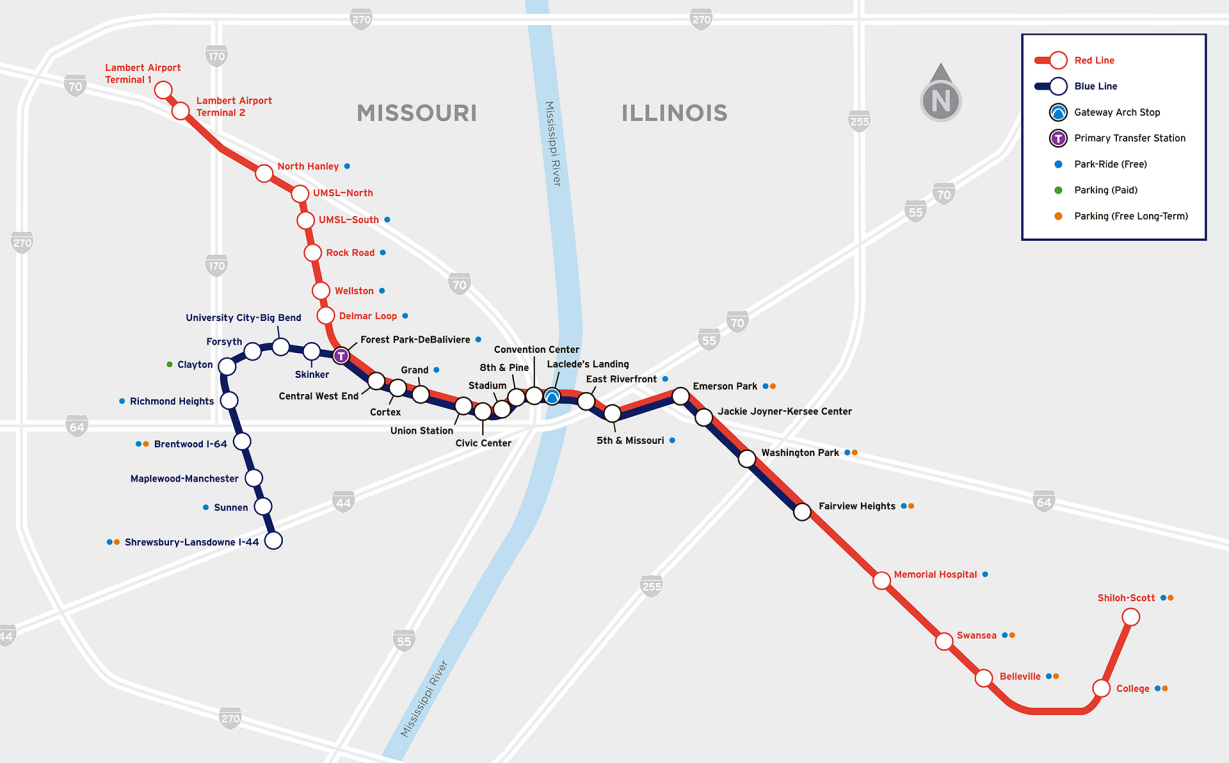 270
270
170
70
Lambert Airport
Terminal 1
Lambert Airport
Terminal 2
MISSOURI
ILLINOIS
Mississippi River
N
255
Red Line
Blue Line
Gateway Arch Stop
T Primary Transfer Station
Park-Ride (Free)
Parking (Paid)
Parking (Free Long-Term)
North Hanley
UMSL–North
UMSL–South
Rock Road
Wellston
Delmar Loop
70
55
270
170
70
70
55
University City-Big Bend
Forsyth
Clayton
Skinker
T
Forest Park-DeBaliviere
Richmond Heights
Brentwood I-64
Maplewood-Manchester
Sunnen
Shrewsbury-Lansdowne I-44
Central West End
Cortex
Grand
Union Station
Civic Center
Stadium
8th & Pine
Convention Center
Laclede's Landing
East Riverfront
5th & Missouri
Emerson Park
Jackie Joyner-Kersee Center
Washington Park
Fairview Heights
Memorial Hospital
Swansea
Belleville
College
Shiloh-Scott
64
44
64
255
44
55
270
Mississippi River